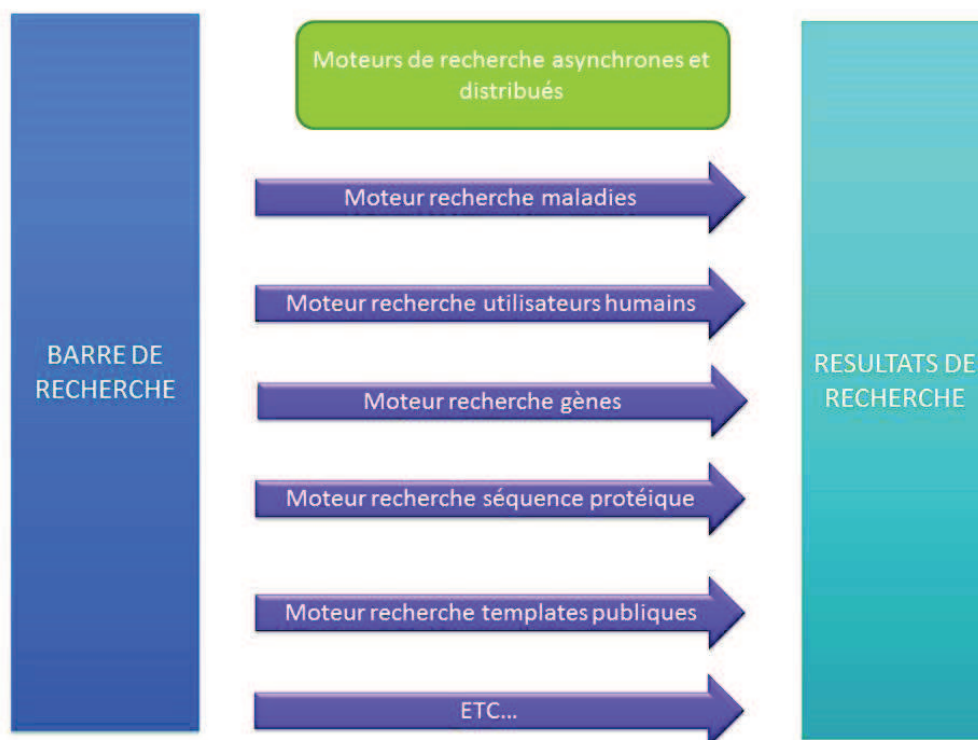 Moteurs de recherche asynchrones et
distribués
Moteur recherche maladies
Moteur recherche utilisateurs humains
BARRE DE
RECHERCHE
Moteur recherche gènes
RESULTATS DE
RECHERCHE
Moteur recherche séquence protéique
Moteur recherche templates publiques
ETC...